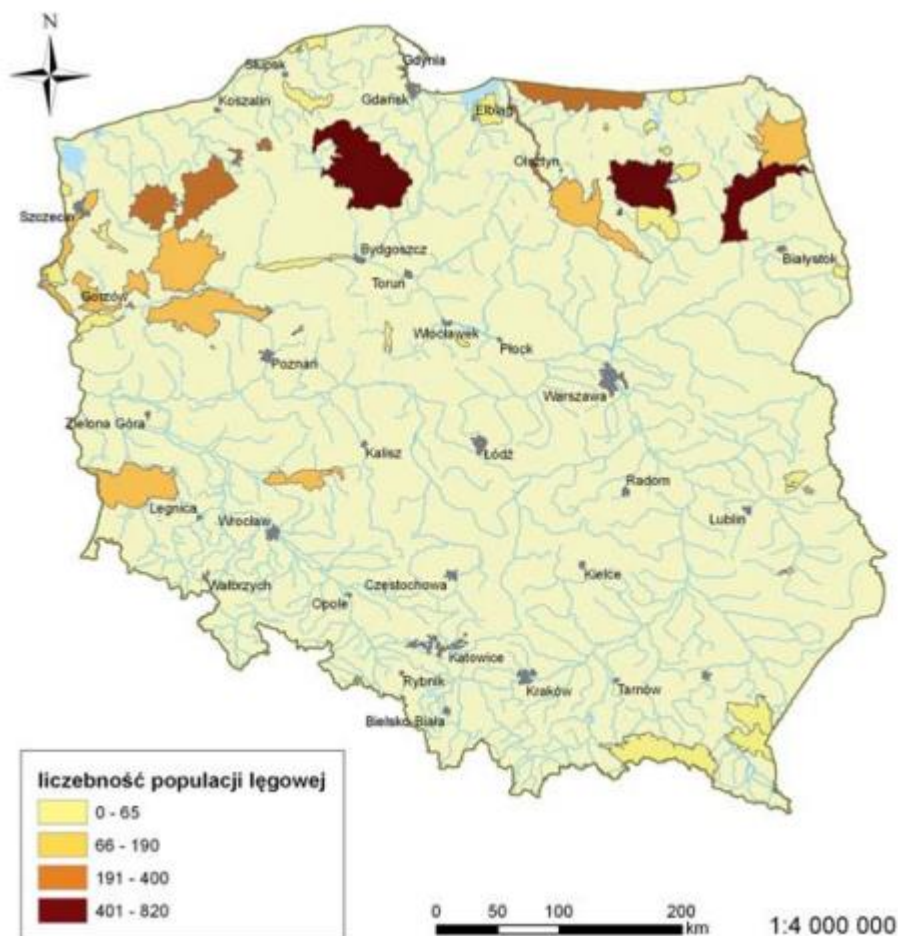 N
Słupsk
Gdynia
Koszalin
Gdańsk
Elbląg
Olsztyn
Szczecin
Bydgoszcz
Białystok
Toruń
Gorzów
Włocławek
Płock
Poznań
Warszawa
Zielona Góra
Kalisz
Łódź
Radom
Legnica
Wrocław
Lublin
Kielce
Wałbrzych
Częstochowa
Opole
Katowice
Rybnik
Kraków
Tarnów
Bielsko Biała
liczebność populacji lęgowej
0 - 65
66 - 190
191 - 400
401 - 820
0 50 100 200
km
1:4 000 000